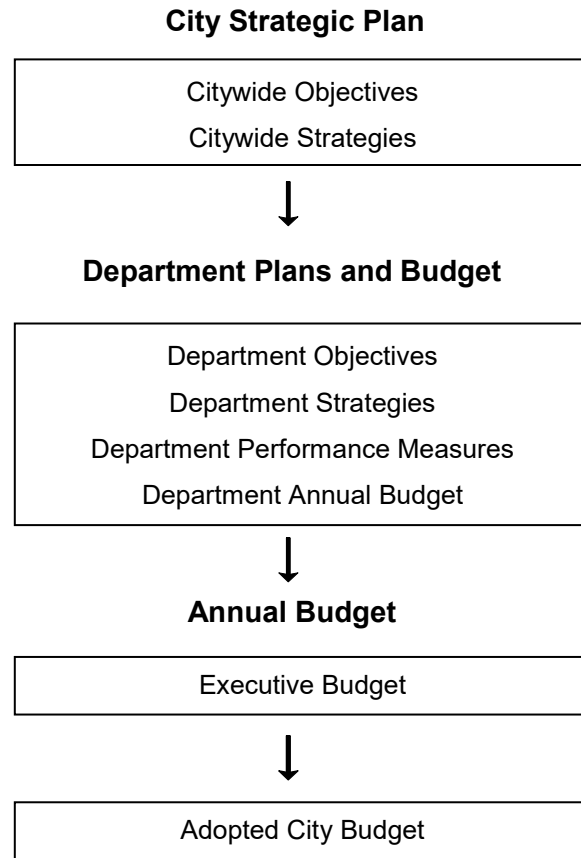 City Strategic Plan
Citywide Objectives
Citywide Strategies
Department Plans and Budget
Department Objectives
Department Strategies
Department Performance Measures
Department Annual Budget
Annual Budget
Executive Budget
Adopted City Budget